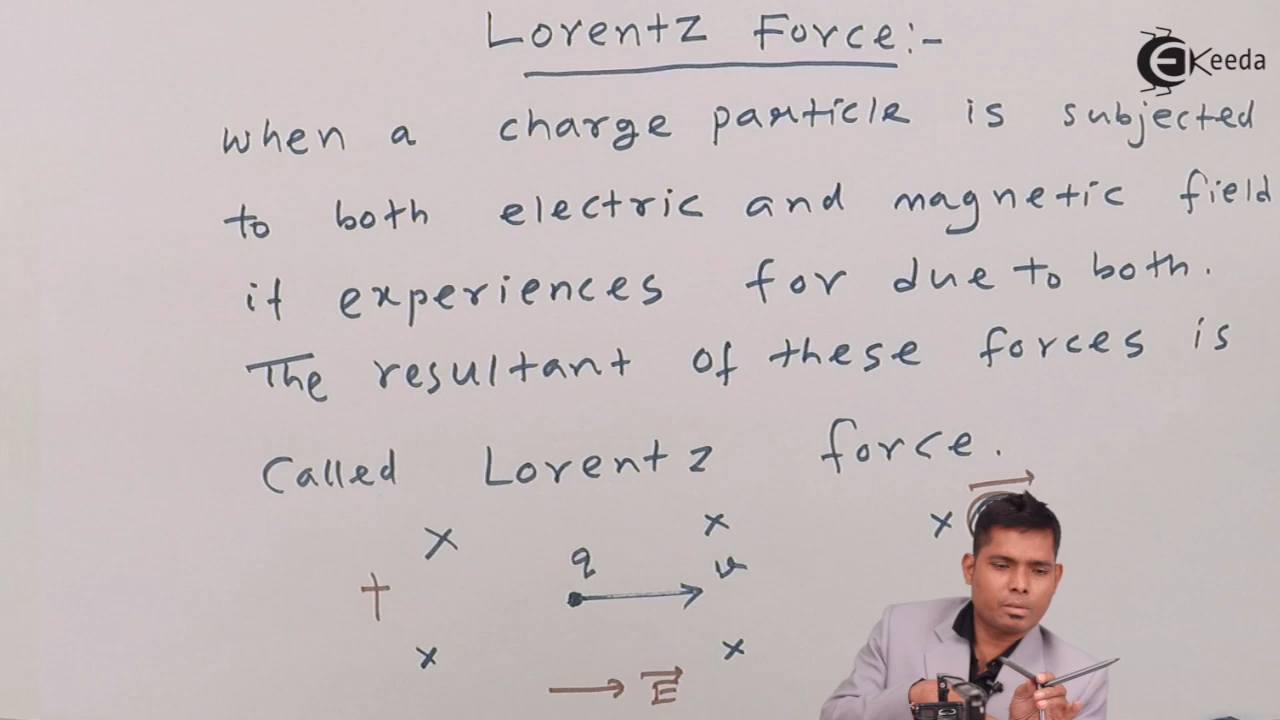 Lorentz Force:-
Keeda
when a charge particle is subjected
to both electric and magnetic field
it experiences for due to both.
The resultant of these forces is
Called Lorentz force.
x x x
q v
+
x x
→ E